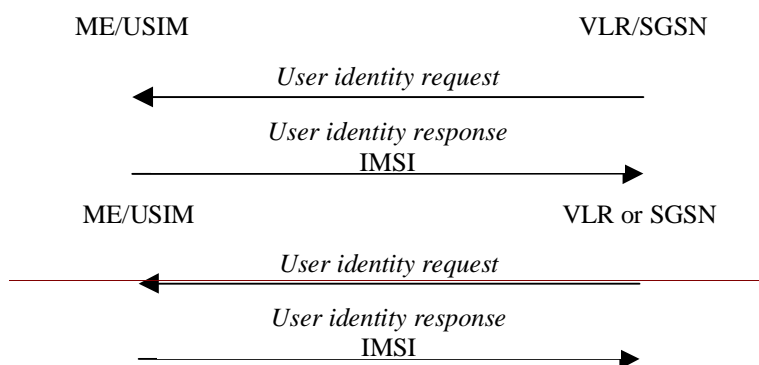 ME/USIM VLR/SGSN
User identity request
User identity response
IMSI
ME/USIM VLR or SGSN
User identity request
User identity response
IMSI